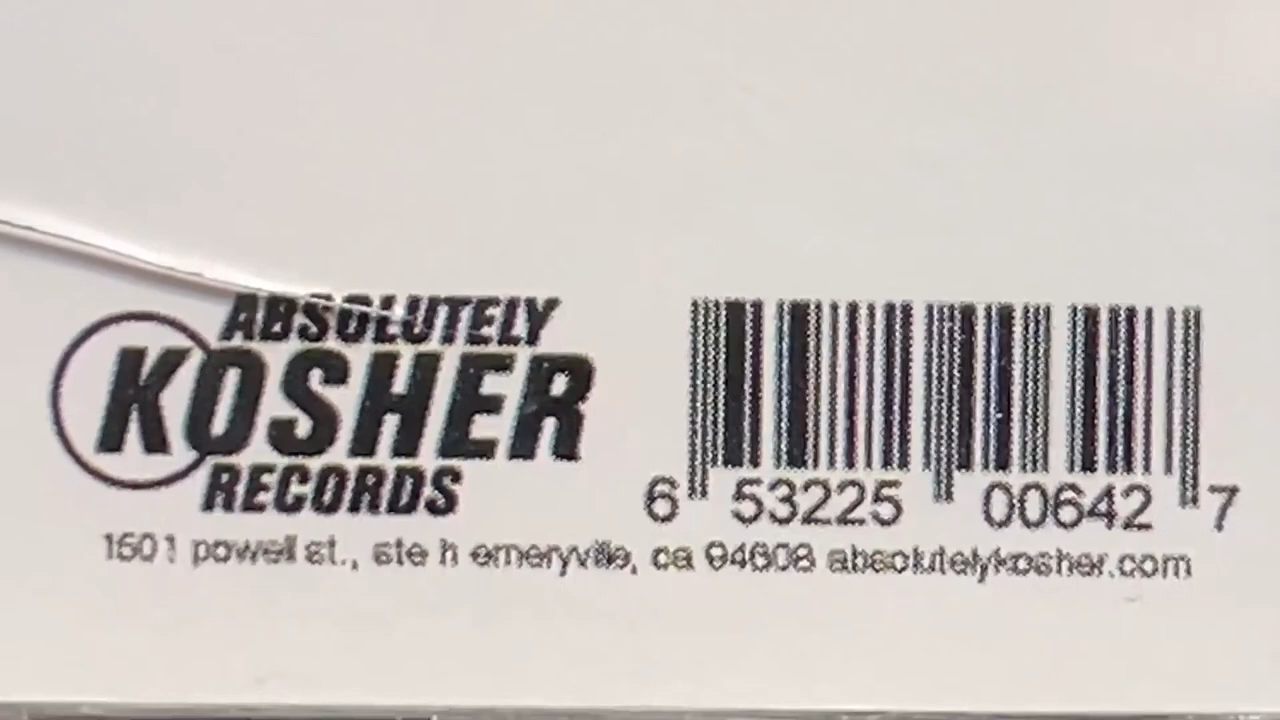 ABSOLUTELY
KOSHER
RECORDS
6 53225 00642 7
1501 powell st., ste h emeryville, ca 94608 absolutelykosher.com